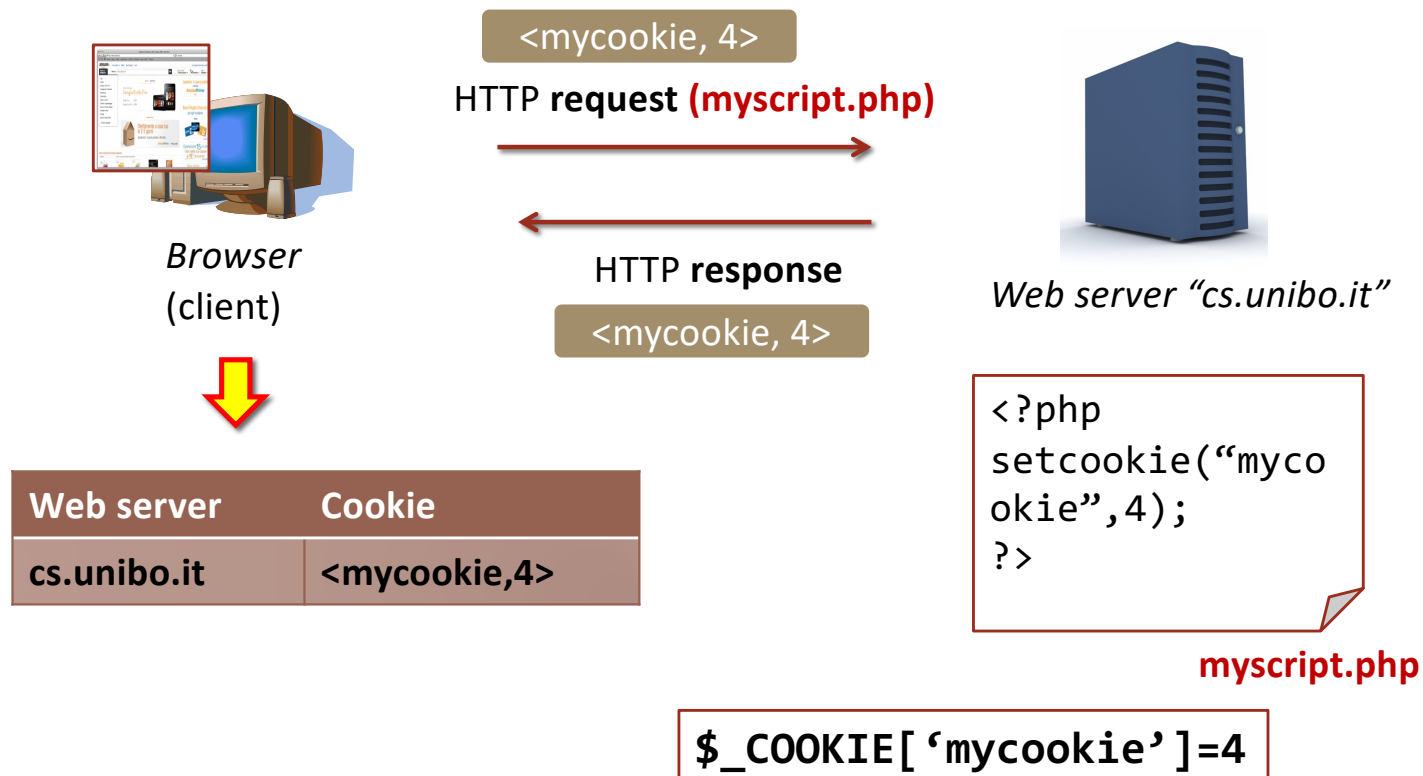 <mycookie, 4>
HTTP request (myscript.php)
Browser
(client)
HTTP response
<mycookie, 4>
Web server “cs.unibo.it”
Web server Cookie
cs.unibo.it <mycookie,4>
<?php
setcookie(“myco
okie”,4);
?>
myscript.php
$_COOKIE[‘mycookie’]=4